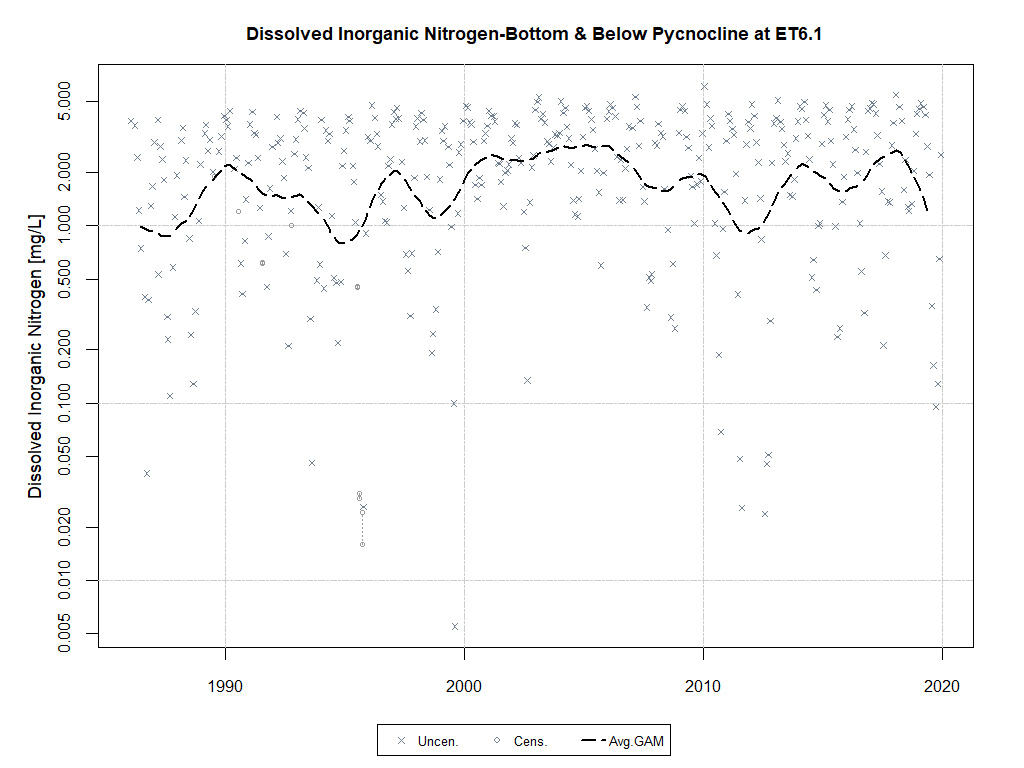 Dissolved Inorganic Nitrogen-Bottom & Below Pycnocline at ET6.1
Dissolved Inorganic Nitrogen [mg/L]
5.000
2.000
1.000
0.500
0.200
0.100
0.050
0.020
0.010
0.005
1990 2000 2010 2020
Uncen. Cens. Avg.GAM